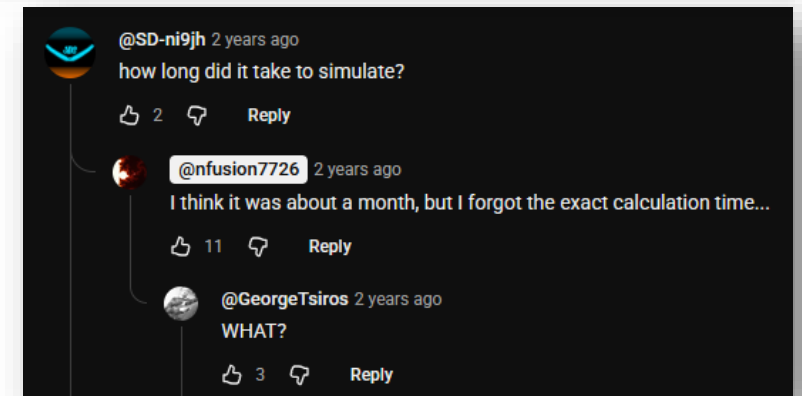 @SD-ni9jh 2 years ago
how long did it take to simulate?
2 Reply
@nfusion7726 2 years ago
I think it was about a month, but I forgot the exact calculation time...
11 Reply
@GeorgeTsiros 2 years ago
WHAT?
3 Reply